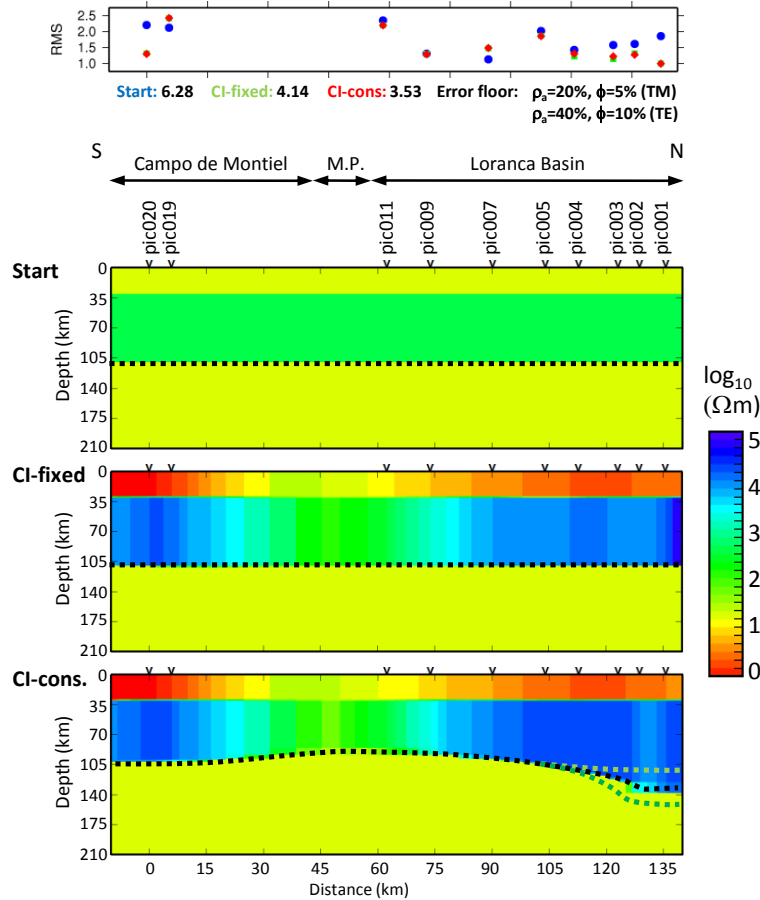 RMS
2.5
2.0
1.5
1.0
Start: 6.28 CI-fixed: 4.14 CI-cons: 3.53 Error floor: ρa=20%, ϕ=5% (TM)
ρa=40%, ϕ=10% (TE)
S N
Campo de Montiel M.P. Loranca Basin
pic020 pic019 pic011 pic009 pic007 pic005 pic004 pic003 pic002 pic001
Start
Depth (km)
0
35
70
105
140
175
210
CI-fixed
Depth (km)
0
35
70
105
140
175
210
CI-cons.
Depth (km)
0
35
70
105
140
175
210
0 15 30 45 60 75 90 105 120 135
Distance (km)
log10
(Ωm)
5
4
3
2
1
0